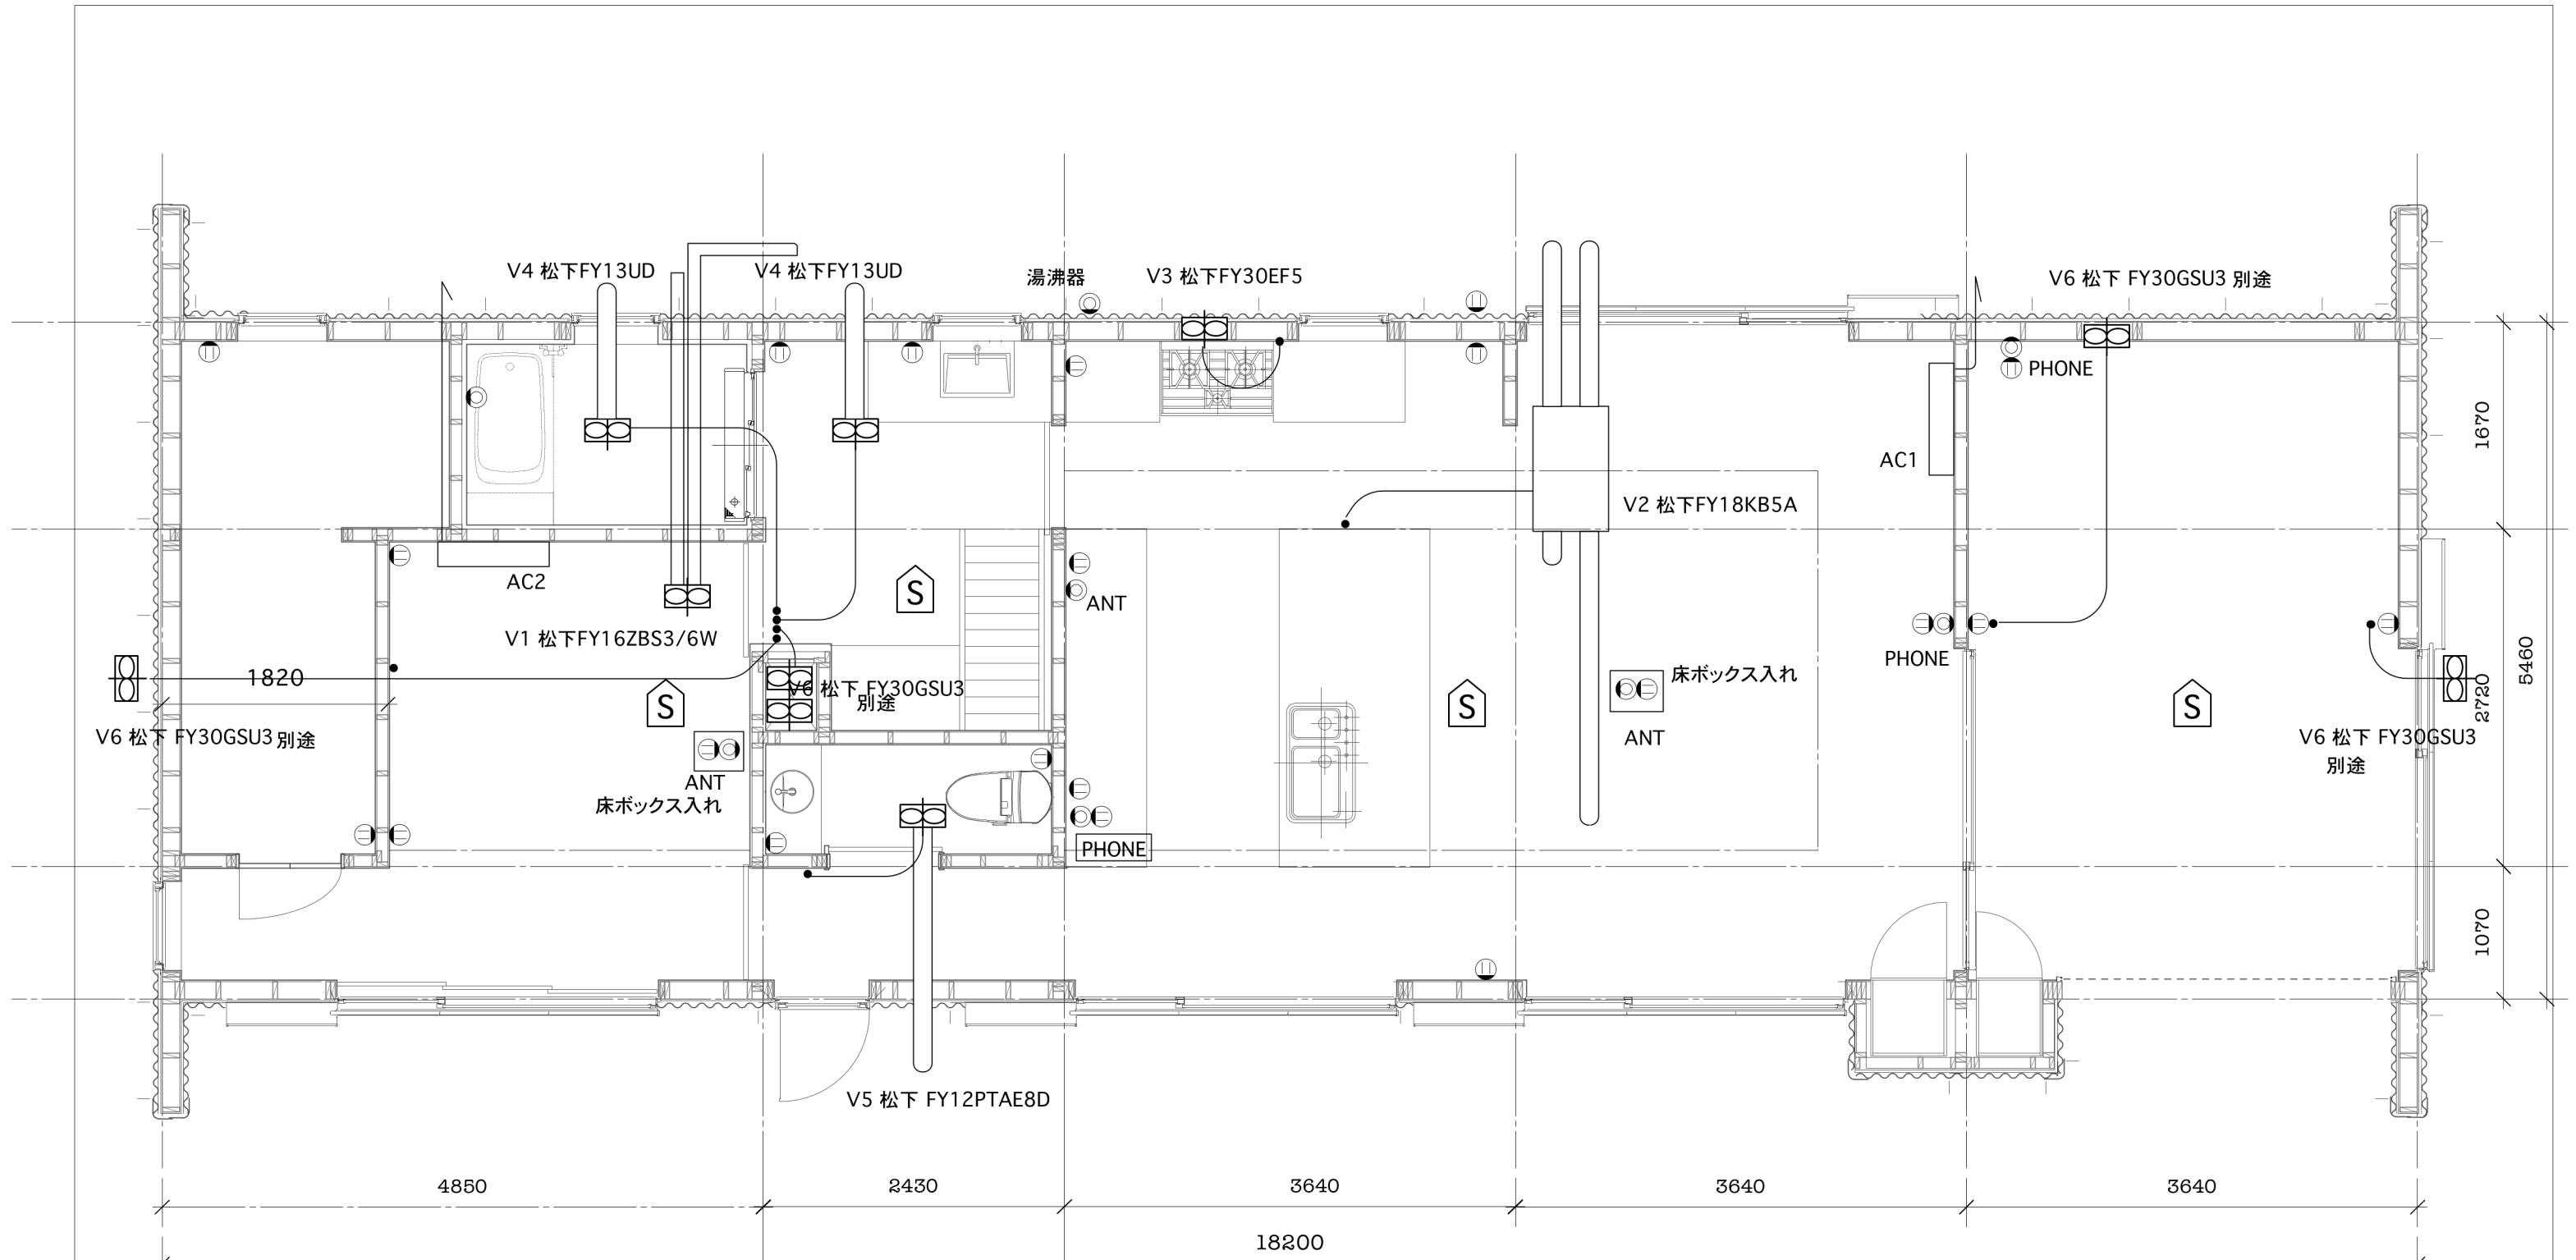 V4 松下FY13UD
V4 松下FY13UD
湯沸器
V3 松下FY30EF5
V6 松下 FY30GSU3 別途
PHONE
1670
AC1
V2 松下FY18KB5A
AC2
S
ANT
V1 松下FY16ZBS3/6W
PHONE
5460
1820
V6 松下 FY30GSU3
別途
床ボックス入れ
S
S
S
2720
V6 松下 FY30GSU3 別途
ANT
V6 松下 FY30GSU3
別途
ANT
床ボックス入れ
PHONE
1070
V5 松下 FY12PTAE8D
4850
2430
3640
3640
3640
18200